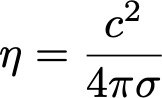 η = c² / 4πσ